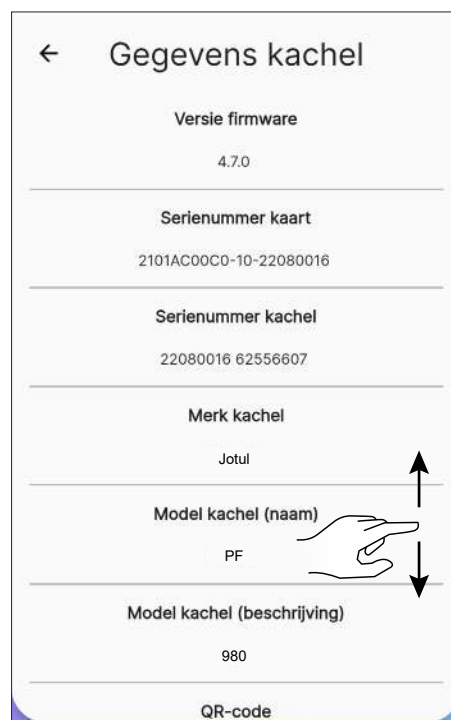 Gegevens kachel
Versie firmware
4.7.0
Serienummer kaart
2101AC00C0-10-22080016
Serienummer kachel
22080016 62556607
Merk kachel
Jotul
Model kachel (naam)
PF
Model kachel (beschrijving)
980
QR-code